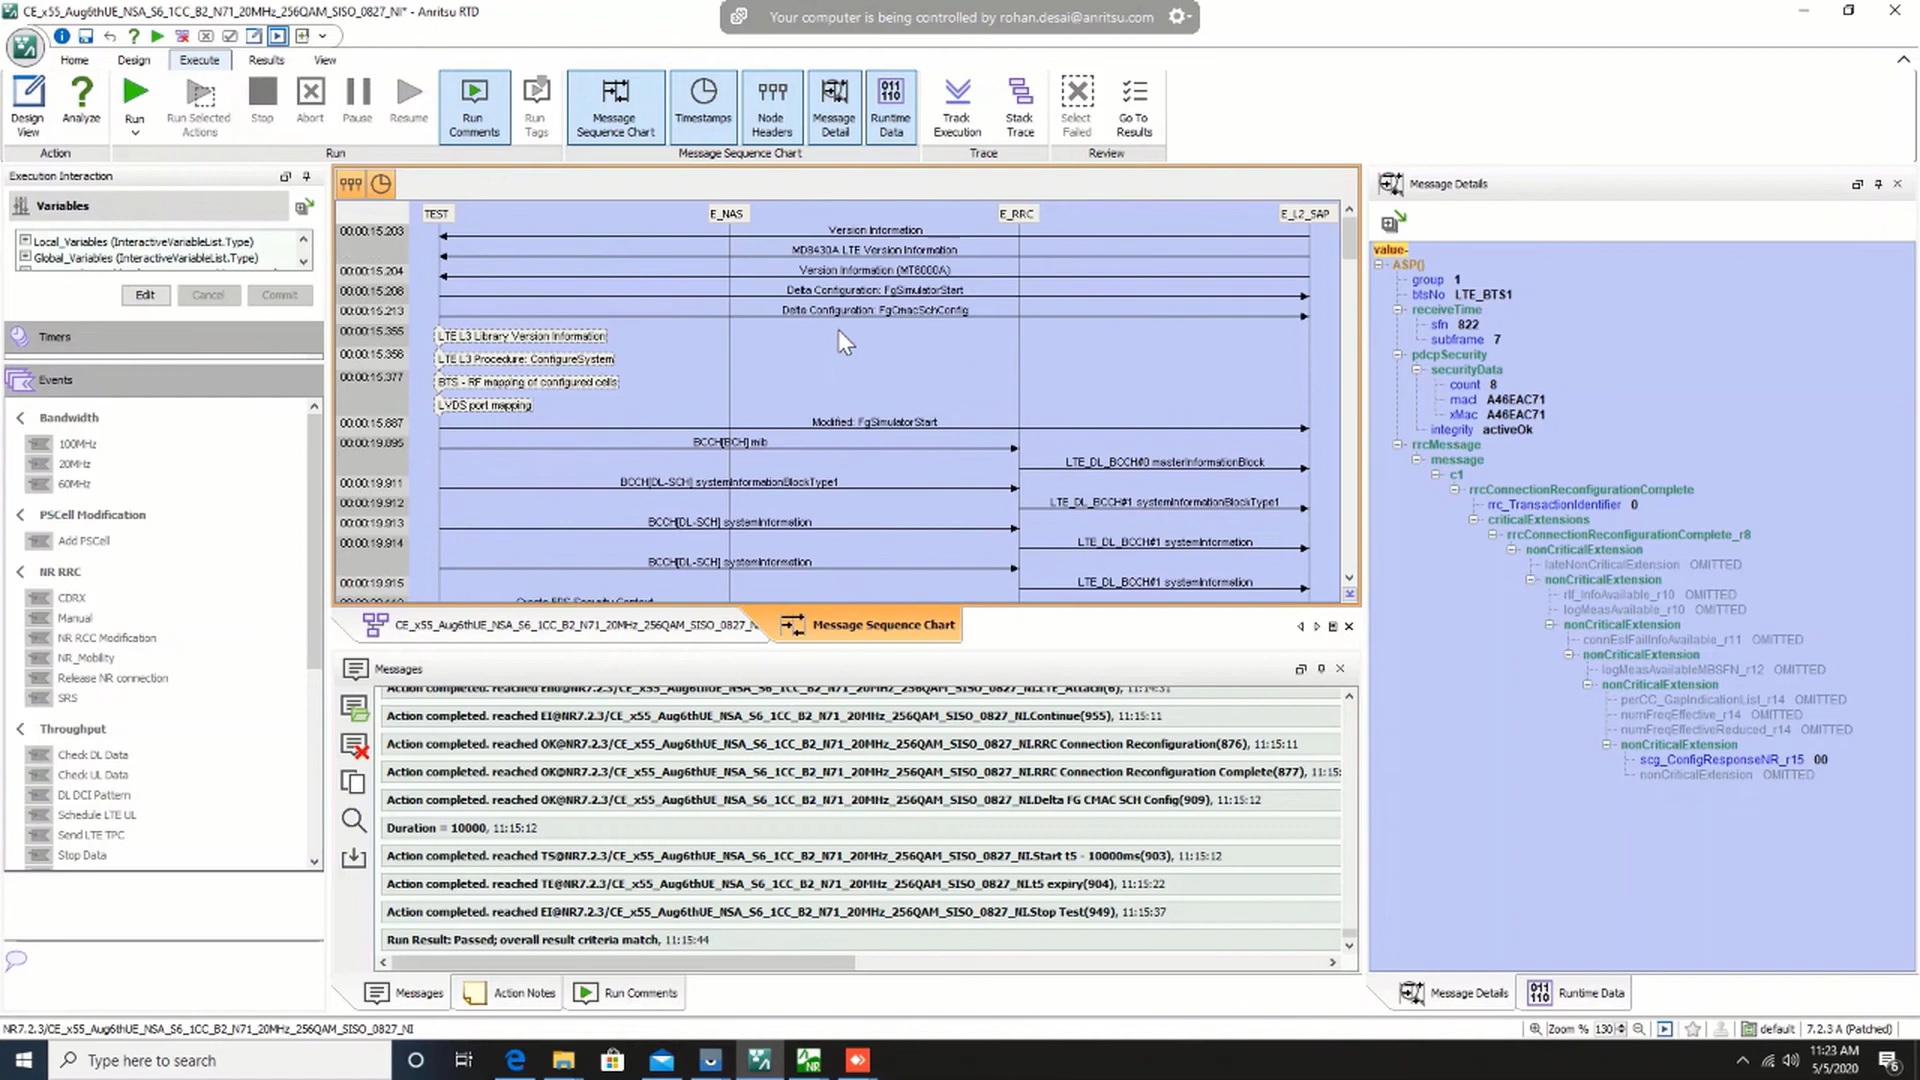 CE_x55_Aug6thUE_NSA_S6_1CC_B2_N71_20MHz_256QAM_SISO_0827_NI* - Anritsu RTD
Your computer is being controlled by rohan.desai@anritsu.com
Home Design Execute Results View
Design View
Analyze
Run
Run Selected Actions
Stop
Abort
Pause
Resume
Run Comments
Run Tags
Message Sequence Chart
Timestamps
Node Headers
Message Detail
Runtime Data
Track Execution
Stack Trace
Select Failed
Go To Results
Action
Run
Message Sequence Chart
Trace
Review
Execution Interaction
Variables
Local_Variables (InteractiveVariableList.Type)
Global_Variables (InteractiveVariableList.Type)
Edit Cancel Commit
Timers
Events
Bandwidth
100MHz
20MHz
60MHz
PSCell Modification
Add PSCell
NR RRC
CDRX
Manual
NR RCC Modification
NR_Mobility
Release NR connection
SRS
Throughput
Check DL Data
Check UL Data
DL DCI Pattern
Schedule LTE UL
Send LTE TPC
Stop Data
TEST E_NAS E_RRC E_L2_SAP
00:00:15.203 Version Information
MD8430A LTE Version Information
00:00:15.204 Version Information (MT8000A)
00:00:15.206 Delta Configuration: FgSimulatorStart
00:00:15.213 Delta Configuration: FgCmacSchConfig
00:00:15.355 LTE L3 Library Version Information
00:00:15.356 LTE L3 Procedure: ConfigureSystem
00:00:15.377 BTS - RF mapping of configured cells
LVDS port mapping
00:00:15.887 Modified: FgSimulatorStart
00:00:19.895 BCCH[BCH] mib
LTE_DL_BCCH#0 masterInformationBlock
00:00:19.911 BCCH[DL-SCH] systemInformationBlockType1
00:00:19.912 LTE_DL_BCCH#1 systemInformationBlockType1
00:00:19.913 BCCH[DL-SCH] systemInformation
00:00:19.914 LTE_DL_BCCH#1 systemInformation
BCCH[DL-SCH] systemInformation
00:00:19.915 LTE_DL_BCCH#1 systemInformation
Create EPS Security Context
CE_x55_Aug6thUE_NSA_S6_1CC_B2_N71_20MHz_256QAM_SISO_0827_N
Message Sequence Chart
Messages
Action completed. reached End@NR7.2.3/CE_x55_Aug6thUE_NSA_S6_1CC_B2_N71_20MHz_256QAM_SISO_0827_NI.LTE_Attach(6), 11:14:31
Action completed. reached EI@NR7.2.3/CE_x55_Aug6thUE_NSA_S6_1CC_B2_N71_20MHz_256QAM_SISO_0827_NI.Continue(955), 11:15:11
Action completed. reached OK@NR7.2.3/CE_x55_Aug6thUE_NSA_S6_1CC_B2_N71_20MHz_256QAM_SISO_0827_NI.RRC Connection Reconfiguration(876), 11:15:11
Action completed. reached OK@NR7.2.3/CE_x55_Aug6thUE_NSA_S6_1CC_B2_N71_20MHz_256QAM_SISO_0827_NI.RRC Connection Reconfiguration Complete(877), 11:15:
Action completed. reached OK@NR7.2.3/CE_x55_Aug6thUE_NSA_S6_1CC_B2_N71_20MHz_256QAM_SISO_0827_NI.Delta FG CMAC SCH Config(909), 11:15:12
Duration = 10000, 11:15:12
Action completed. reached TS@NR7.2.3/CE_x55_Aug6thUE_NSA_S6_1CC_B2_N71_20MHz_256QAM_SISO_0827_NI.Start t5 - 10000ms(903), 11:15:12
Action completed. reached TE@NR7.2.3/CE_x55_Aug6thUE_NSA_S6_1CC_B2_N71_20MHz_256QAM_SISO_0827_NI.t5 expiry(904), 11:15:22
Action completed. reached EI@NR7.2.3/CE_x55_Aug6thUE_NSA_S6_1CC_B2_N71_20MHz_256QAM_SISO_0827_NI.Stop Test(949), 11:15:37
Run Result: Passed; overall result criteria match, 11:15:44
Messages Action Notes Run Comments
Message Details
value-
ASP()
group 1
btsNo LTE_BTS1
receiveTime
sfn 822
subframe 7
pdcpSecurity
securityData
count 8
macI A46EAC71
xMac A46EAC71
integrity activeOk
rrcMessage
message
c1
rrcConnectionReconfigurationComplete
rrc_TransactionIdentifier 0
criticalExtensions
rrcConnectionReconfigurationComplete_r8
nonCriticalExtension
lateNonCriticalExtension OMITTED
nonCriticalExtension
rlf_InfoAvailable_r10 OMITTED
logMeasAvailable_r10 OMITTED
nonCriticalExtension
connEstFailInfoAvailable_r11 OMITTED
nonCriticalExtension
logMeasAvailableMBSFN_r12 OMITTED
nonCriticalExtension
perCC_GapIndicationList_r14 OMITTED
numFreqEffective_r14 OMITTED
numFreqEffectiveReduced_r14 OMITTED
nonCriticalExtension
scg_ConfigResponseNR_r15 00
nonCriticalExtension OMITTED
Message Details Runtime Data
NR7.2.3/CE_x55_Aug6thUE_NSA_S6_1CC_B2_N71_20MHz_256QAM_SISO_0827_NI
Zoom % 130 default 7.2.3 A (Patched)
Type here to search
11:23 AM
5/5/2020
6